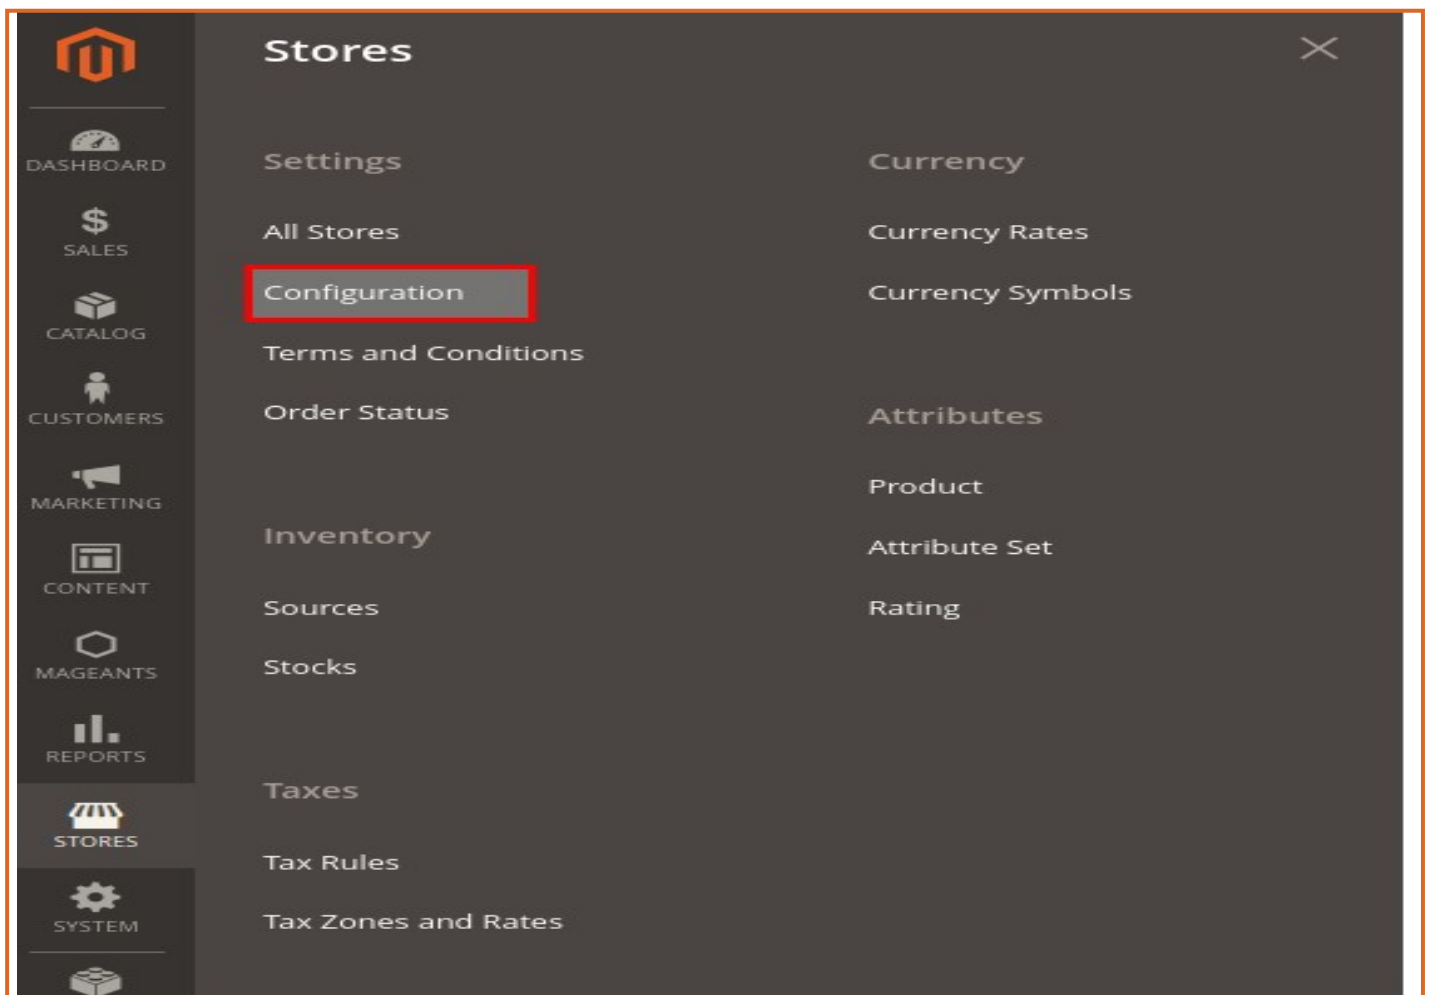 DASHBOARD
SALES
CATALOG
CUSTOMERS
MARKETING
CONTENT
MAGEANTS
REPORTS
STORES
SYSTEM
Stores
Settings
All Stores
Configuration
Terms and Conditions
Order Status
Inventory
Sources
Stocks
Taxes
Tax Rules
Tax Zones and Rates
Currency
Currency Rates
Currency Symbols
Attributes
Product
Attribute Set
Rating